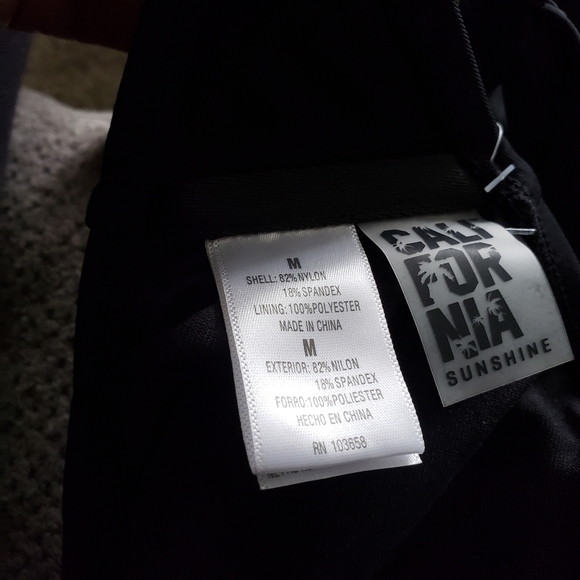 M
SHELL: 82% NYLON
18% SPANDEX
LINING: 100%POLYESTER
MADE IN CHINA
M
EXTERIOR: 82% NILON
18% SPANDEX
FORRO:100%POLIESTER
HECHO EN CHINA
RN 103658
CALI
FOR
NIA
SUNSHINE